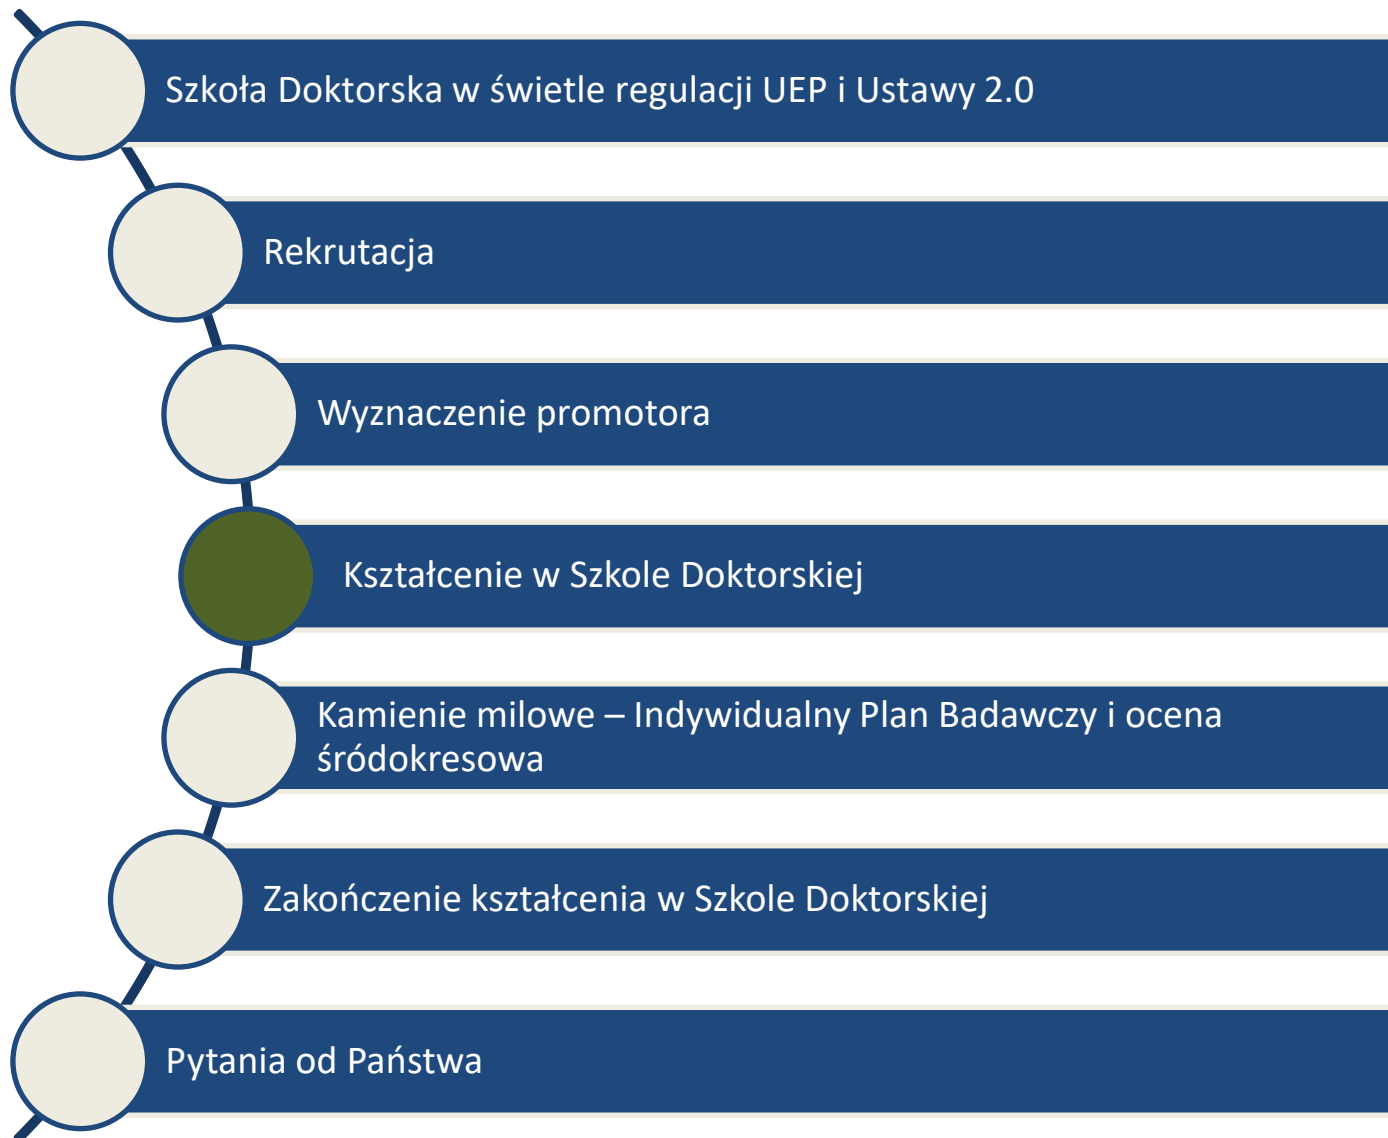 Szkoła Doktorska w świetle regulacji UEP i Ustawy 2.0
Rekrutacja
Wyznaczenie promotora
Kształcenie w Szkole Doktorskiej
Kamienie milowe – Indywidualny Plan Badawczy i ocena
śródokresowa
Zakończenie kształcenia w Szkole Doktorskiej
Pytania od Państwa